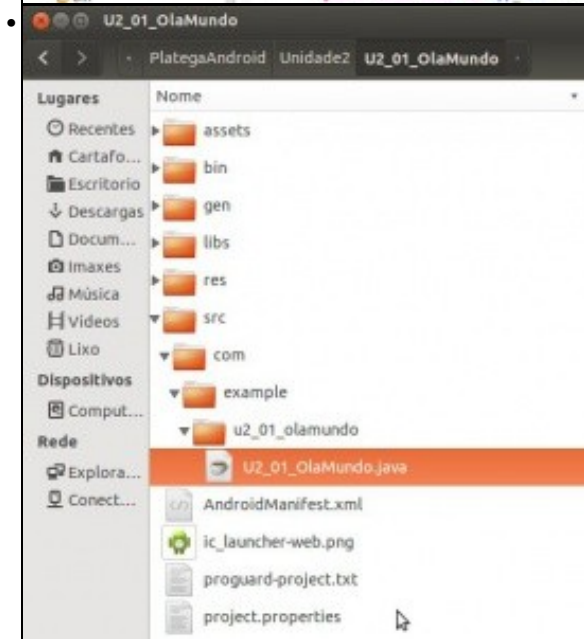 U2_01_OlaMundo
PlategaAndroid Unidade2 U2_01_OlaMundo
Lugares
Recentes
Cartafo...
Escritorio
Descargas
Docum...
Imaxes
Música
Vídeos
Lixo
Dispositivos
Comput...
Rede
Explora...
Conect...
Nome
assets
bin
gen
libs
res
src
com
example
u2_01_olamundo
U2_01_OlaMundo.java
AndroidManifest.xml
ic_launcher-web.png
proguard-project.txt
project.properties